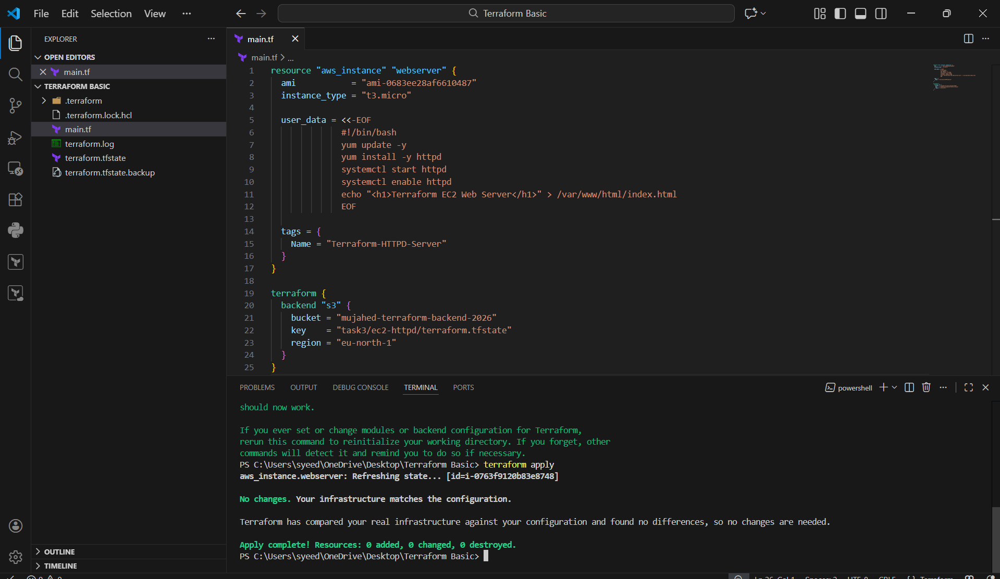 File Edit Selection View
Terraform Basic
EXPLORER
OPEN EDITORS
main.tf
TERRAFORM BASIC
.terraform
.terraform.lock.hcl
main.tf
terraform.log
terraform.tfstate
terraform.tfstate.backup
OUTLINE
TIMELINE
main.tf
main.tf > ...
1 resource "aws_instance" "webserver" {
2 ami = "ami-0683ee28af6610487"
3 instance_type = "t3.micro"
4
5 user_data = <<-EOF
6 #!/bin/bash
7 yum update -y
8 yum install -y httpd
9 systemctl start httpd
10 systemctl enable httpd
11 echo "<h1>Terraform EC2 Web Server</h1>" > /var/www/html/index.html
12 EOF
13
14 tags = {
15 Name = "Terraform-HTTPD-Server"
16 }
17 }
18
19 terraform {
20 backend "s3" {
21 bucket = "mujahed-terraform-backend-2026"
22 key = "task3/ec2-httpd/terraform.tfstate"
23 region = "eu-north-1"
24 }
25 }
PROBLEMS OUTPUT DEBUG CONSOLE TERMINAL PORTS
powershell
should now work.
If you ever set or change modules or backend configuration for Terraform,
rerun this command to reinitialize your working directory. If you forget, other
commands will detect it and remind you to do so if necessary.
PS C:\Users\syeed\OneDrive\Desktop\Terraform Basic> terraform apply
aws_instance.webserver: Refreshing state... [id=i-0763f9120b83e8748]
No changes. Your infrastructure matches the configuration.
Terraform has compared your real infrastructure against your configuration and found no differences, so no changes are needed.
Apply complete! Resources: 0 added, 0 changed, 0 destroyed.
PS C:\Users\syeed\OneDrive\Desktop\Terraform Basic>